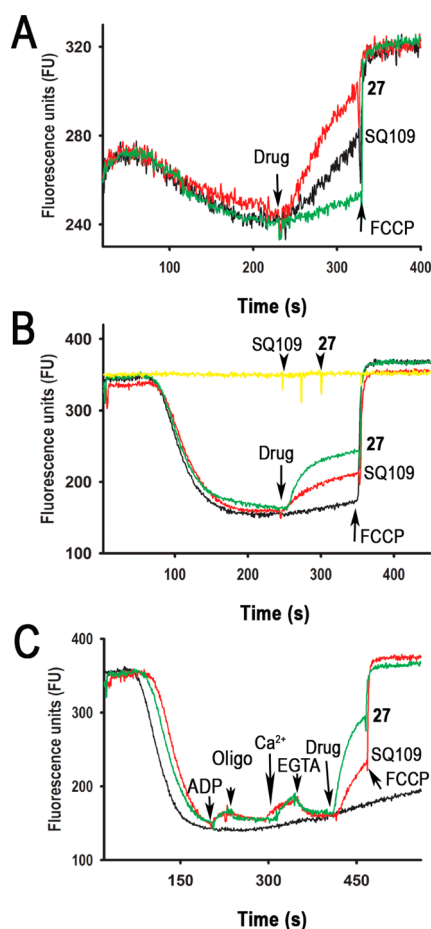 A
Fluorescence units (FU)
320
280
240
Drug
27
SQ109
FCCP
100
200
300
400
Time (s)
B
Fluorescence units (FU)
400
300
200
100
SQ109
27
Drug
27
SQ109
FCCP
100
200
300
400
Time (s)
C
Fluorescence units (FU)
400
300
200
100
ADP
Oligo
Ca²⁺
EGTA
Drug
27
SQ109
FCCP
150
300
450
Time (s)